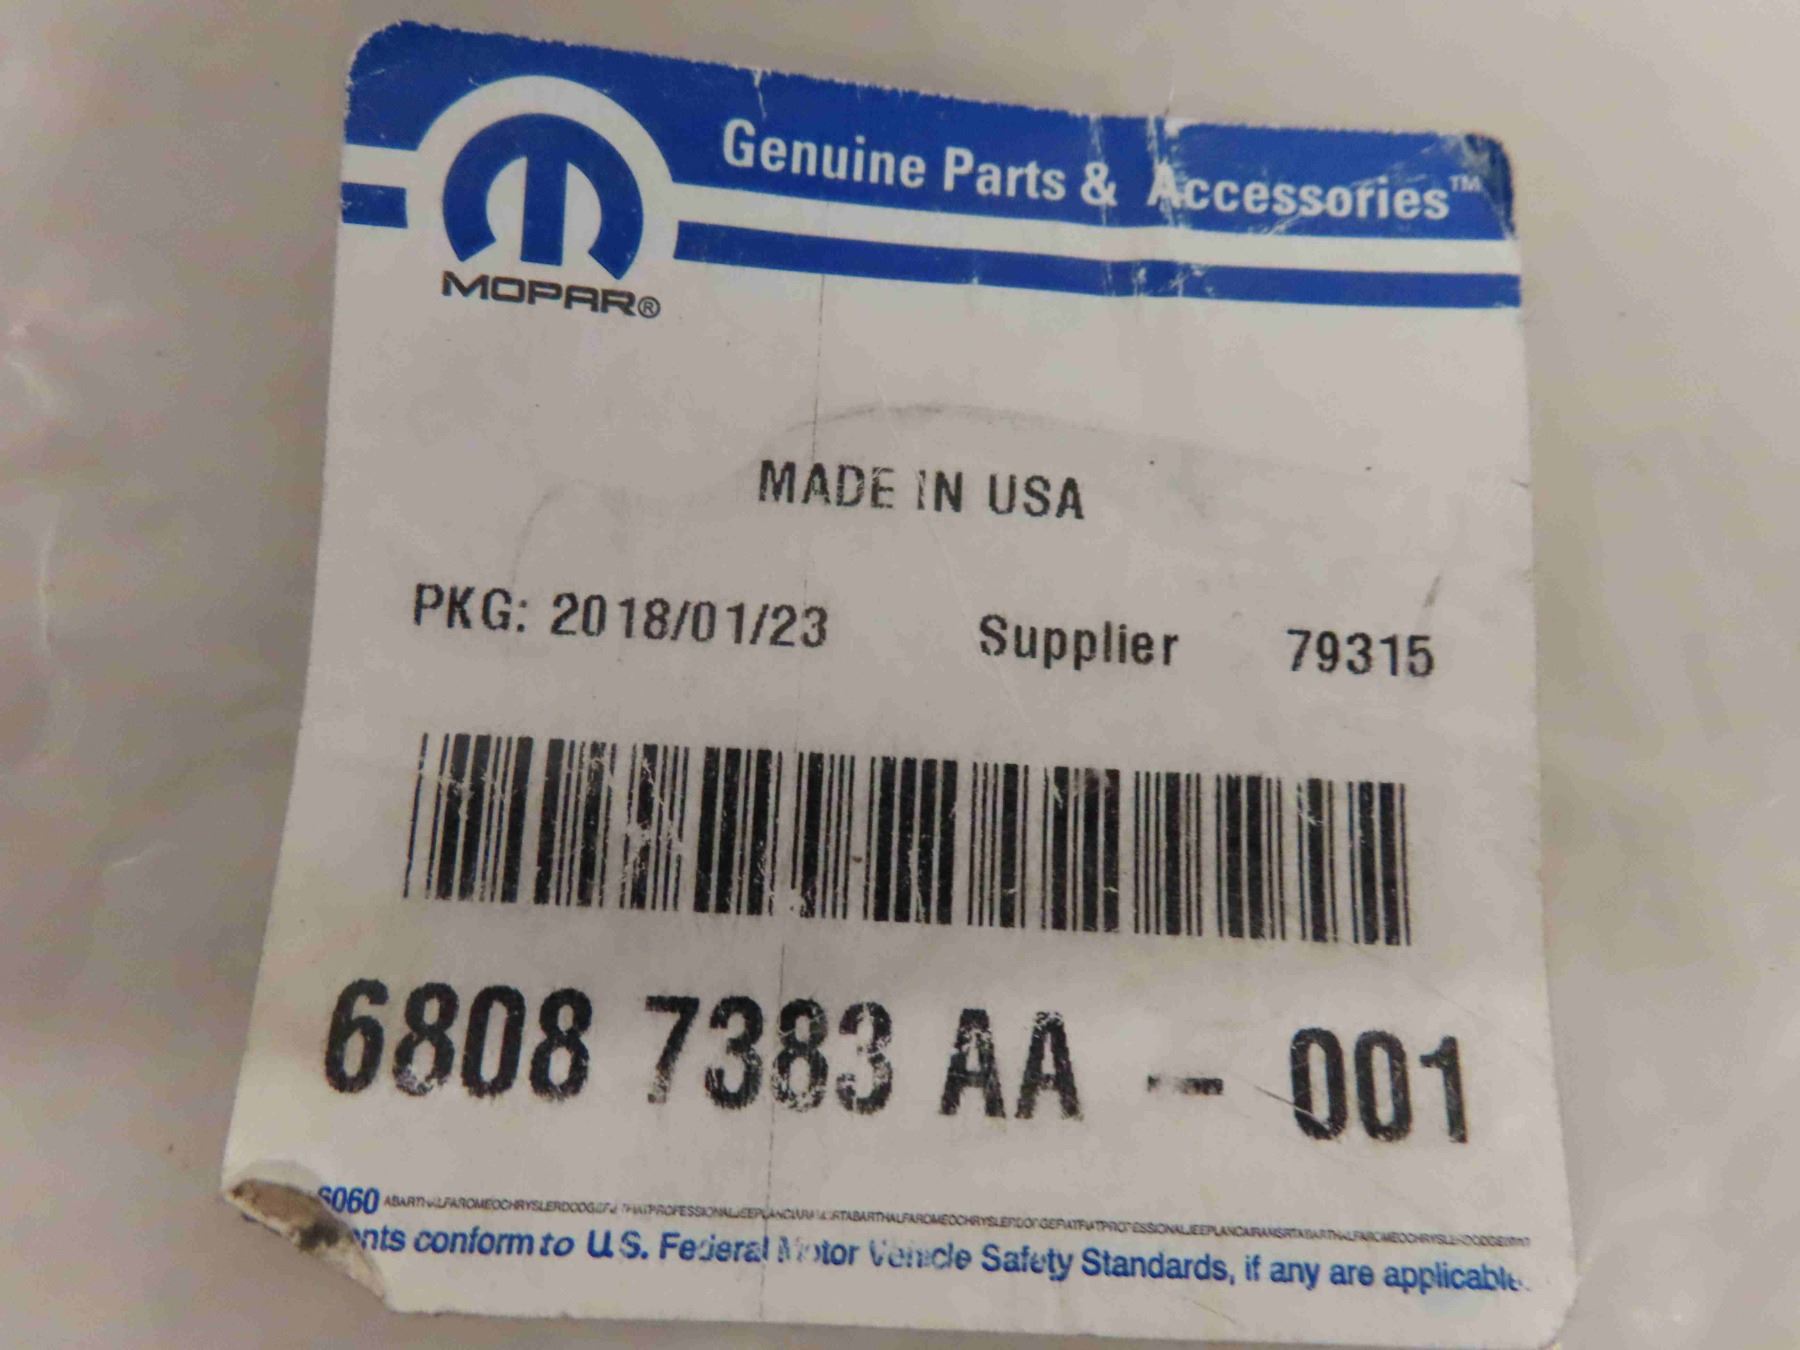 Genuine Parts & Accessories™
MOPAR®
MADE IN USA
PKG: 2018/01/23 Supplier 79315
6808 7383 AA - 001
6060
conform to U.S. Federal Motor Vehicle Safety Standards, if any are applicable.